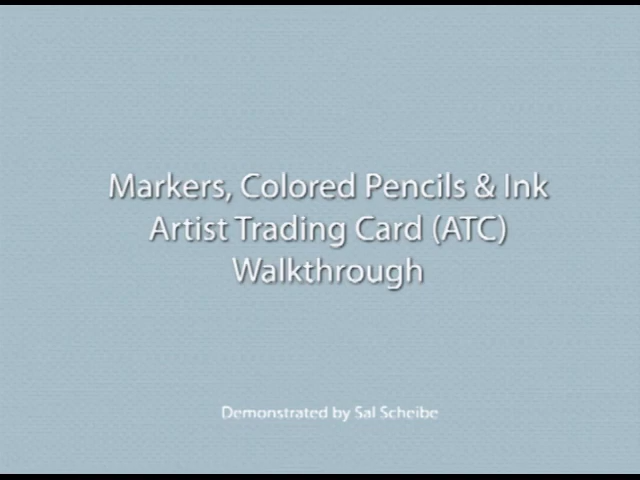 Markers, Colored Pencils & Ink
Artist Trading Card (ATC)
Walkthrough
Demonstrated by Sal Scheibe